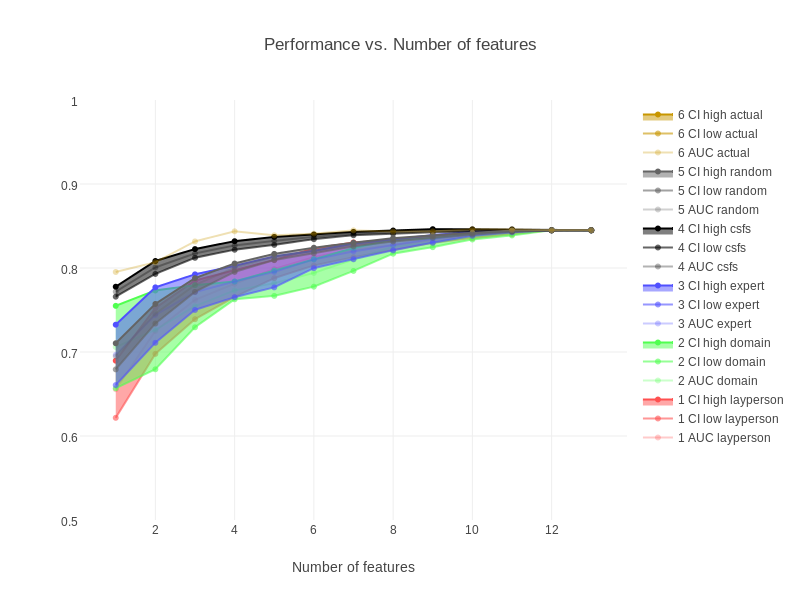 Performance vs. Number of features
1
0.9
0.8
0.7
0.6
0.5
2
4
6
8
10
12
Number of features
6 CI high actual
6 CI low actual
6 AUC actual
5 CI high random
5 CI low random
5 AUC random
4 CI high csfs
4 CI low csfs
4 AUC csfs
3 CI high expert
3 CI low expert
3 AUC expert
2 CI high domain
2 CI low domain
2 AUC domain
1 CI high layperson
1 CI low layperson
1 AUC layperson